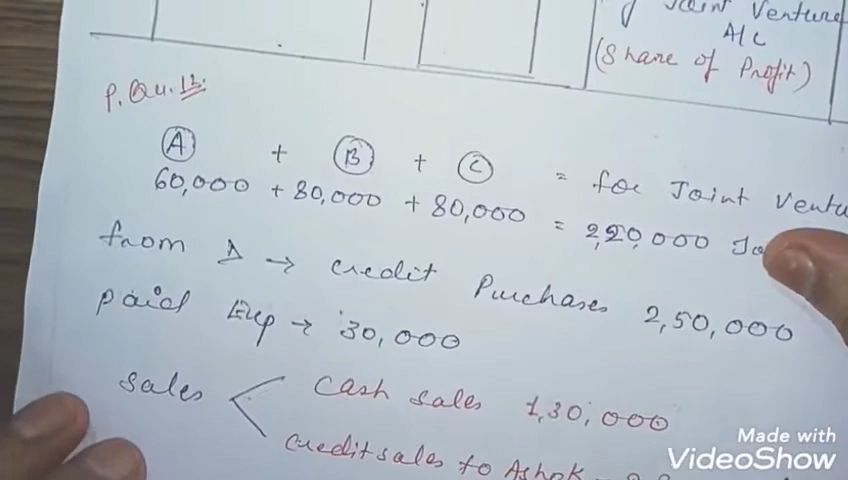 Joint Venture
A/C
(Share of Profit)
P. Qu. 13:
A + B + C = for Joint Ventu
60,000 + 80,000 + 80,000 = 2,20,000 Jo
from D → credit Purchases 2,50,000
paid Exp → 30,000
Sales
Cash sales 1,30,000
credit sales to Ashok -
Made with
VideoShow